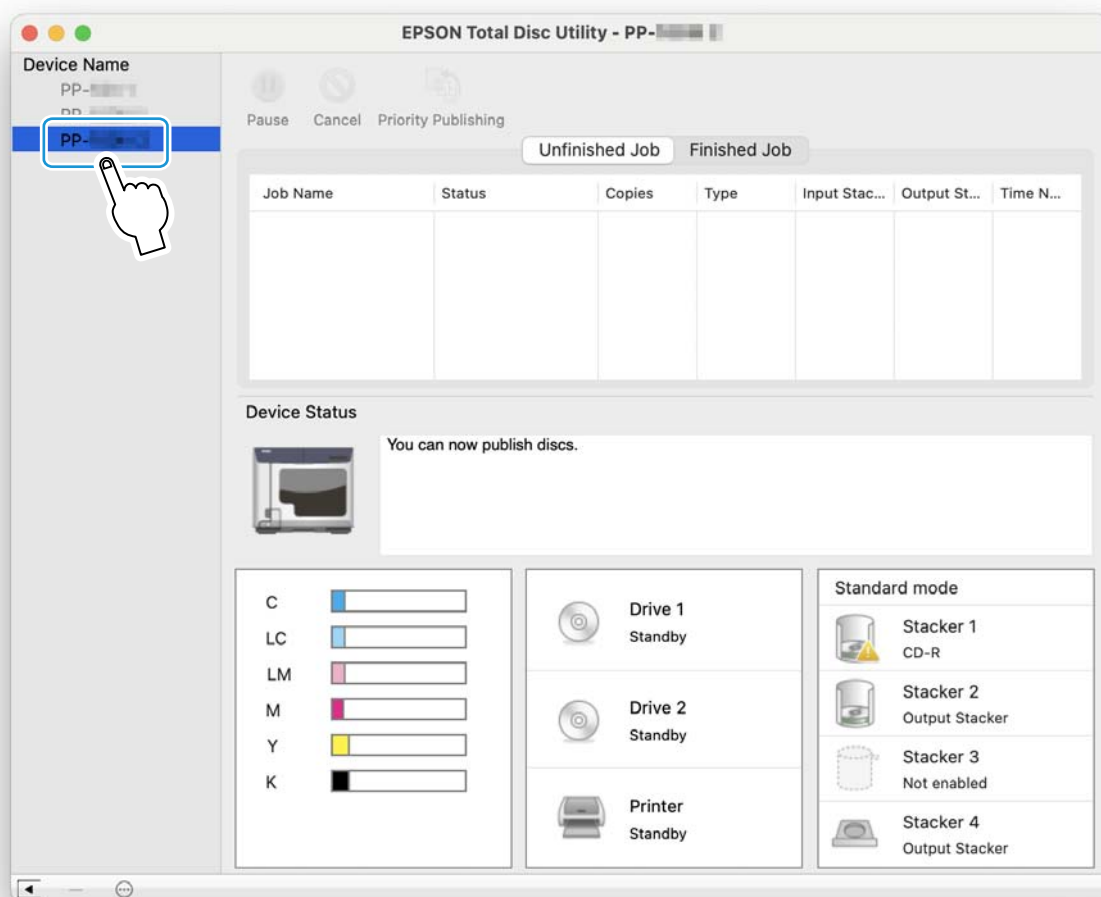 EPSON Total Disc Utility - PP-
Device Name
PP-
PP-
PP-
Pause Cancel Priority Publishing
Unfinished Job Finished Job
Job Name Status Copies Type Input Stac... Output St... Time N...
Device Status
You can now publish discs.
C
LC
LM
M
Y
K
Drive 1
Standby
Drive 2
Standby
Printer
Standby
Standard mode
Stacker 1
CD-R
Stacker 2
Output Stacker
Stacker 3
Not enabled
Stacker 4
Output Stacker